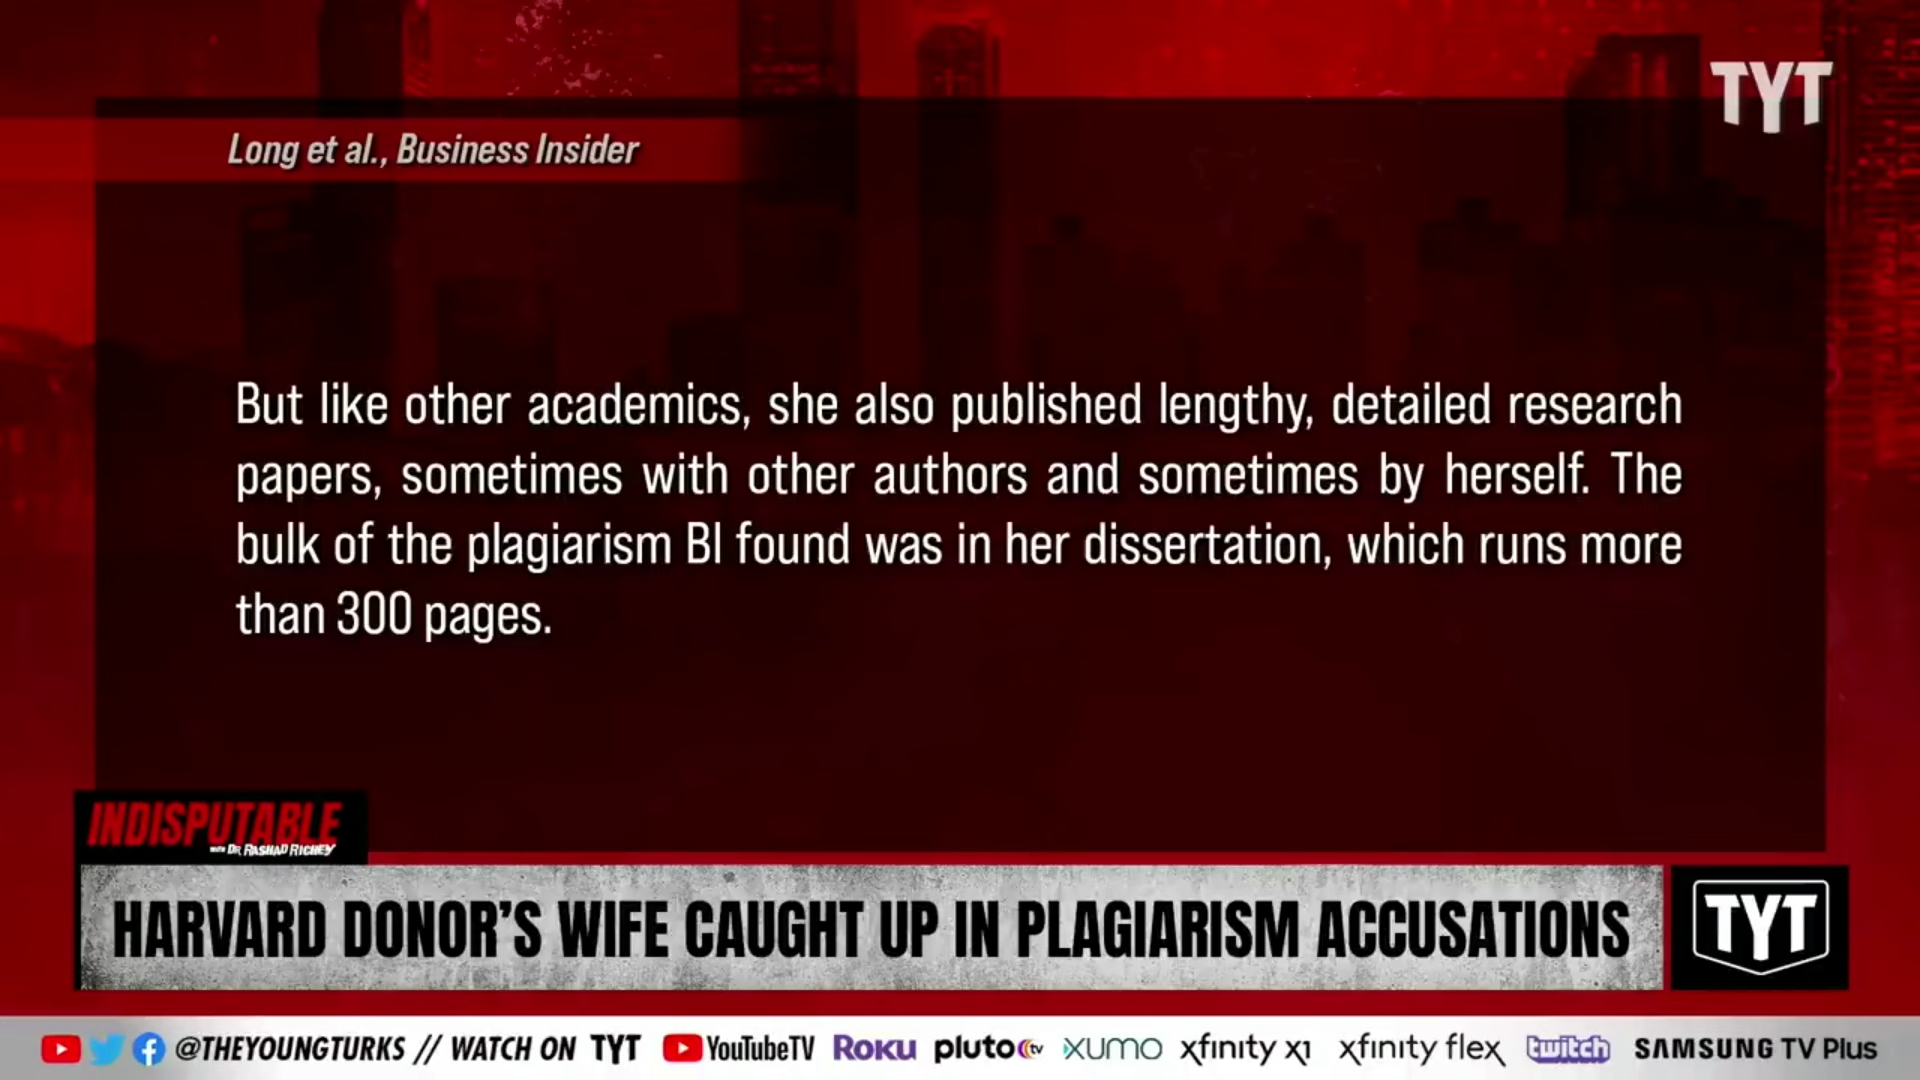 TYT
Long et al., Business Insider
But like other academics, she also published lengthy, detailed research
papers, sometimes with other authors and sometimes by herself. The
bulk of the plagiarism BI found was in her dissertation, which runs more
than 300 pages.
INDISPUTABLE
WITH DR. RASHAD RICHEY
HARVARD DONOR'S WIFE CAUGHT UP IN PLAGIARISM ACCUSATIONS
TYT
@THEYOUNGTURKS // WATCH ON TYT YouTubeTV Roku pluto tv xumo xfinity x1 xfinity flex twitch SAMSUNG TV Plus